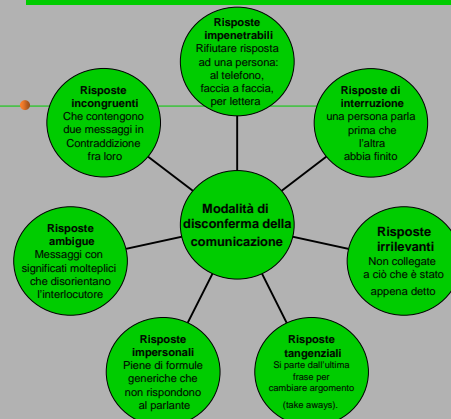 Risposte
impenetrabili
Rifiutare risposta
ad una persona:
al telefono,
faccia a faccia,
per lettera
Risposte di
interruzione
una persona parla
prima che
l'altra
abbia finito
Risposte
irrilevanti
Non collegate
a ciò che è stato
appena detto
Risposte
tangenziali
Si parte dall'ultima
frase per
cambiare argomento
(take aways).
Risposte
impersonali
Piene di formule
generiche che
non rispondono
al parlante
Risposte
ambigue
Messaggi con
significati molteplici
che disorientano
l'interlocutore
Risposte
incongruenti
Che contengono
due messaggi in
Contraddizione
fra loro
Modalità di
disconferma della
comunicazione